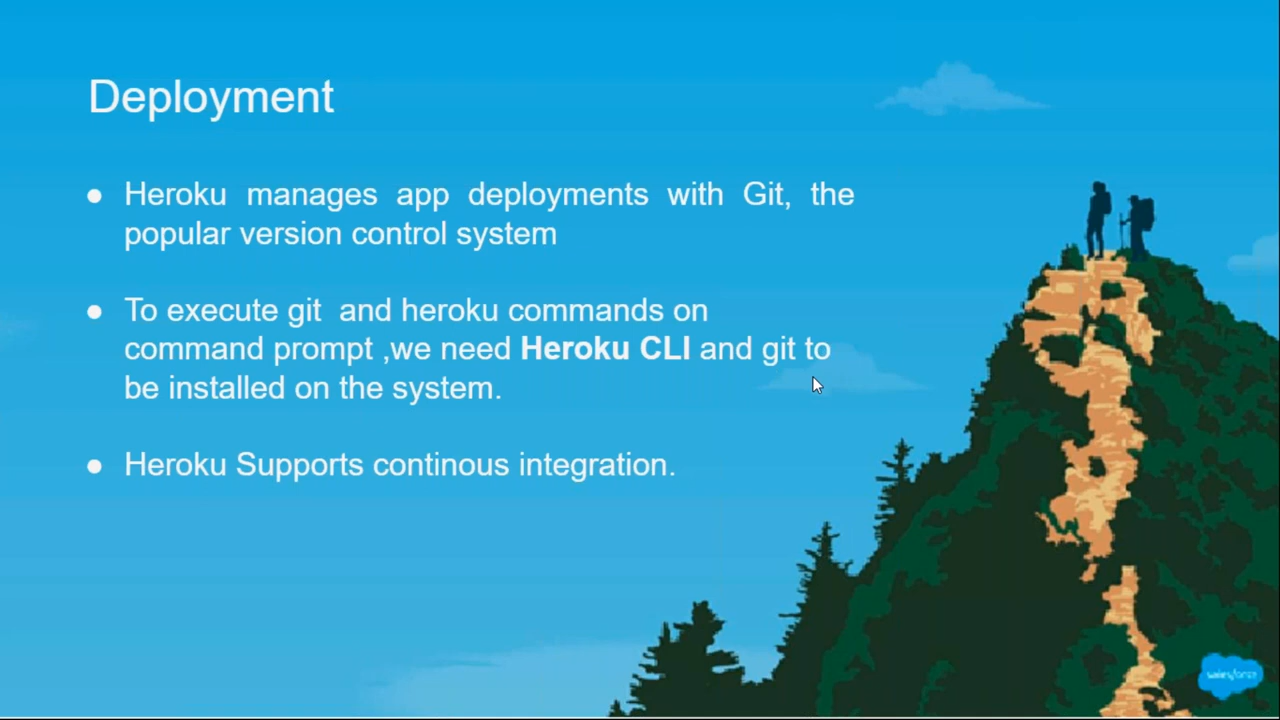 Deployment
● Heroku manages app deployments with Git, the
popular version control system
● To execute git  and heroku commands on
command prompt ,we need Heroku CLI and git to
be installed on the system.
● Heroku Supports continous integration.
salesforce